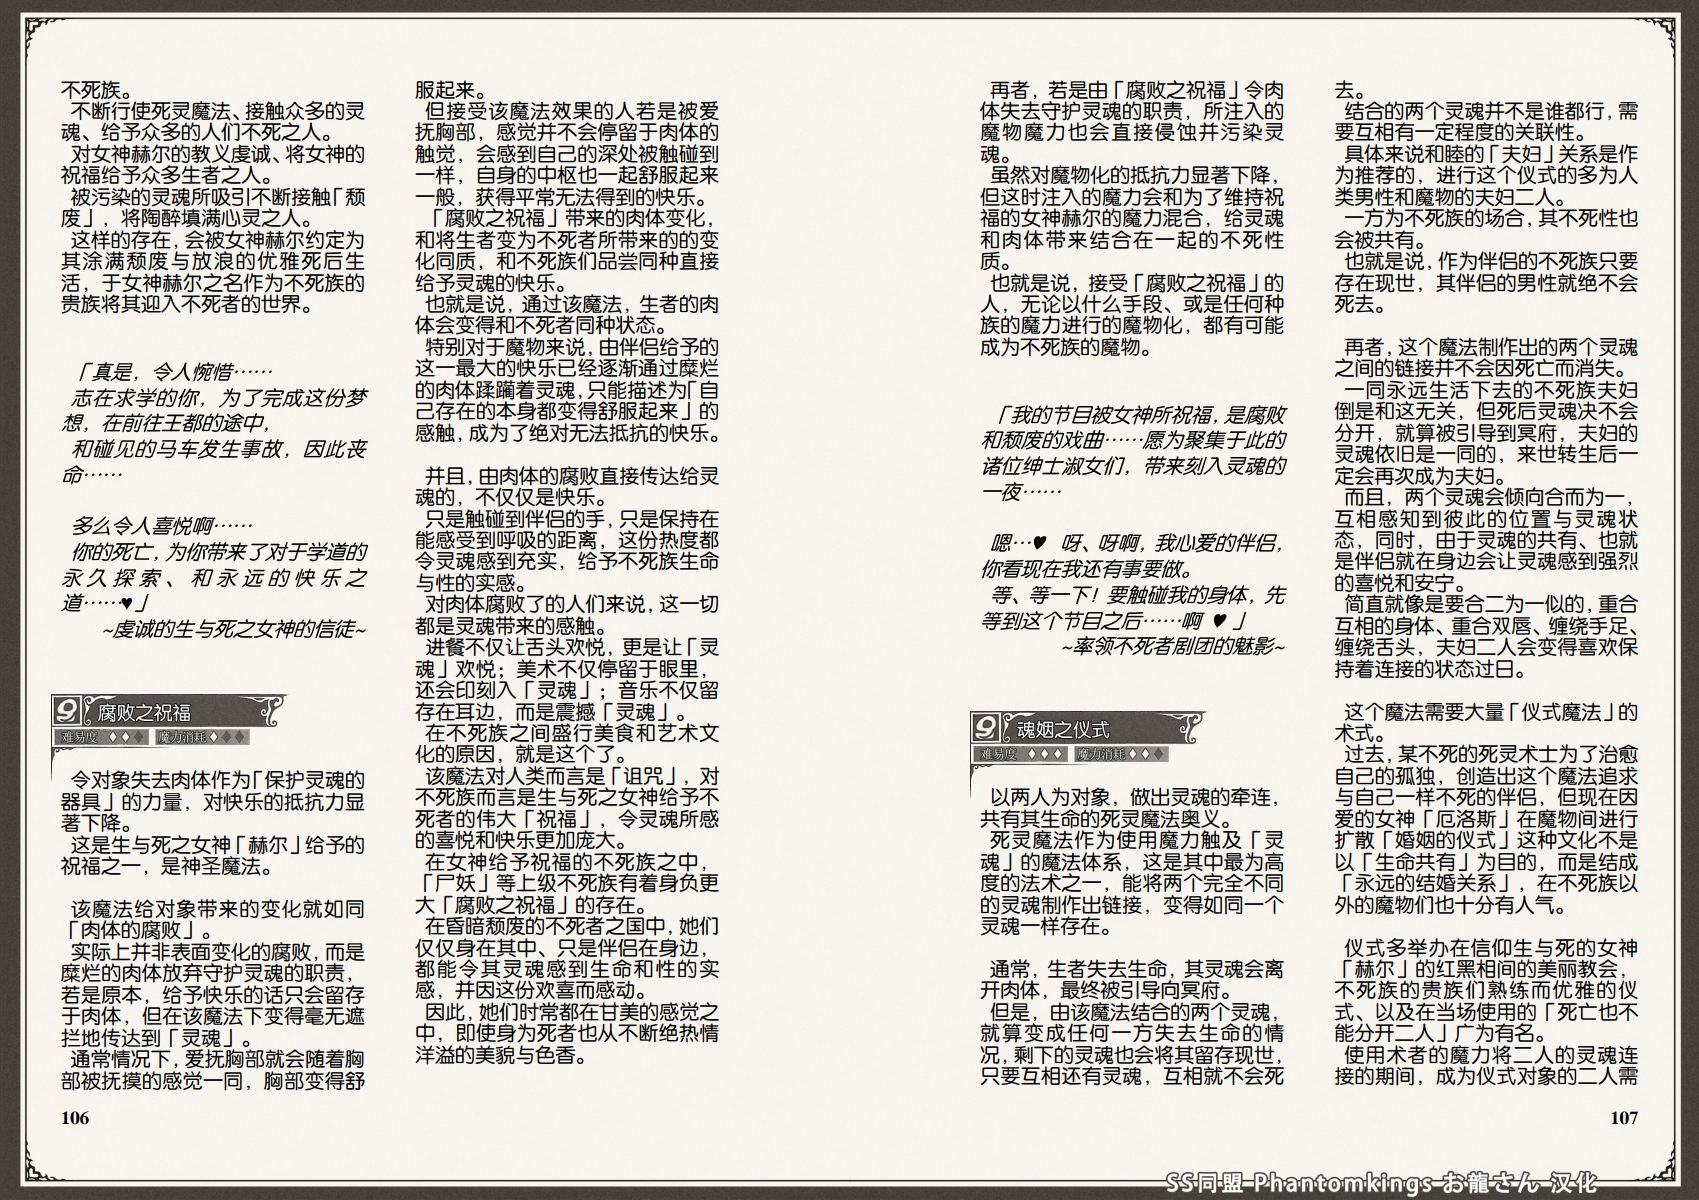 不死族。
不断行使死灵魔法、接触众多的灵
魂、给予众多的人们不死之人。
对女神赫尔的教义虔诚、将女神的
祝福给予众多生者之人。
被污染的灵魂所吸引不断接触「颓
废」，将陶醉填满心灵之人。
这样的存在，会被女神赫尔约定为
其涂满颓废与放浪的优雅死后生
活，于女神赫尔之名作为不死族的
贵族将其迎入不死者的世界。
「真是，令人惋惜……
志在求学的你，为了完成这份梦
想，在前往王都的途中，
和碰见的马车发生事故，因此丧
命……
多么令人喜悦啊……
你的死亡，为你带来了对于学道的
永久探索、和永远的快乐之
道……♥」
~虔诚的生与死之女神的信徒~
9 腐败之祝福
难易度 ♦♦♦ 魔力消耗 ♦♦♦
令对象失去肉体作为「保护灵魂的
器具」的力量，对快乐的抵抗力显
著下降。
这是生与死之女神「赫尔」给予的
祝福之一，是神圣魔法。
该魔法给对象带来的变化就如同
「肉体的腐败」。
实际上并非表面变化的腐败，而是
糜烂的肉体放弃守护灵魂的职责，
若是原本，给予快乐的话只会留存
于肉体，但在该魔法下变得毫无遮
拦地传达到「灵魂」。
通常情况下，爱抚胸部就会随着胸
部被抚摸的感觉一同，胸部变得舒
106
服起来。
但接受该魔法效果的人若是被爱
抚胸部，感觉并不会停留于肉体的
触觉，会感到自己的深处被触碰到
一样，自身的中枢也一起舒服起来
一般，获得平常无法得到的快乐。
「腐败之祝福」带来的肉体变化，
和将生者变为不死者所带来的的变
化同质，和不死族们品尝同种直接
给予灵魂的快乐。
也就是说，通过该魔法，生者的肉
体会变得和不死者同种状态。
特别对于魔物来说，由伴侣给予的
这一最大的快乐已经逐渐通过糜烂
的肉体蹂躏着灵魂，只能描述为「自
己存在的本身都变得舒服起来」的
感触，成为了绝对无法抵抗的快乐。
并且，由肉体的腐败直接传达给灵
魂的，不仅仅是快乐。
只是触碰到伴侣的手，只是保持在
能感受到呼吸的距离，这份热度都
令灵魂感到充实，给予不死族生命
与性的实感。
对肉体腐败了的人们来说，这一切
都是灵魂带来的感触。
进餐不仅让舌头欢悦，更是让「灵
魂」欢悦；美术不仅停留于眼里，
还会印刻入「灵魂」；音乐不仅留
存在耳边，而是震撼「灵魂」。
在不死族之间盛行美食和艺术文
化的原因，就是这个了。
该魔法对人类而言是「诅咒」，对
不死族而言是生与死之女神给予不
死者的伟大「祝福」，令灵魂所感
的喜悦和快乐更加庞大。
在女神给予祝福的不死族之中，
「尸妖」等上级不死族有着身负更
大「腐败之祝福」的存在。
在昏暗颓废的不死者之国中，她们
仅仅身在其中、只是伴侣在身边，
都能令其灵魂感到生命和性的实
感，并因这份欢喜而感动。
因此，她们时常都在甘美的感觉之
中，即使身为死者也从不断绝热情
洋溢的美貌与色香。
再者，若是由「腐败之祝福」令肉
体失去守护灵魂的职责，所注入的
魔物魔力也会直接侵蚀并污染灵
魂。
虽然对魔物化的抵抗力显著下降，
但这时注入的魔力会和为了维持祝
福的女神赫尔的魔力混合，给灵魂
和肉体带来结合在一起的不死性
质。
也就是说，接受「腐败之祝福」的
人，无论以什么手段、或是任何种
族的魔力进行的魔物化，都有可能
成为不死族的魔物。
「我的节目被女神所祝福，是腐败
和颓废的戏曲……愿为聚集于此的
诸位绅士淑女们，带来刻入灵魂的
一夜……
嗯…♥ 呀、呀啊，我心爱的伴侣，
你看现在我还有事要做。
等、等一下！要触碰我的身体，先
等到这个节目之后……啊 ♥」
~率领不死者剧团的魅影~
9 魂姻之仪式
难易度 ♦♦♦ 魔力消耗 ♦♦♦
以两人为对象，做出灵魂的牵连，
共有其生命的死灵魔法奥义。
死灵魔法作为使用魔力触及「灵
魂」的魔法体系，这是其中最为高
度的法术之一，能将两个完全不同
的灵魂制作出链接，变得如同一个
灵魂一样存在。
通常，生者失去生命，其灵魂会离
开肉体，最终被引导向冥府。
但是，由该魔法结合的两个灵魂，
就算变成任何一方失去生命的情
况，剩下的灵魂也会将其留存现世，
只要互相还有灵魂，互相就不会死
去。
结合的两个灵魂并不是谁都行，需
要互相有一定程度的关联性。
具体来说和睦的「夫妇」关系是作
为推荐的，进行这个仪式的多为人
类男性和魔物的夫妇二人。
一方为不死族的场合，其不死性也
会被共有。
也就是说，作为伴侣的不死族只要
存在现世，其伴侣的男性就绝不会
死去。
再者，这个魔法制作出的两个灵魂
之间的链接并不会因死亡而消失。
一同永远生活下去的不死族夫妇
倒是和这无关，但死后灵魂决不会
分开，就算被引导到冥府，夫妇的
灵魂依旧是一同的，来世转生后一
定会再次成为夫妇。
而且，两个灵魂会倾向合而为一，
互相感知到彼此的位置与灵魂状
态，同时，由于灵魂的共有、也就
是伴侣就在身边会让灵魂感到强烈
的喜悦和安宁。
简直就像是要合二为一似的，重合
互相的身体、重合双唇、缠绕手足、
缠绕舌头，夫妇二人会变得喜欢保
持着连接的状态过日。
这个魔法需要大量「仪式魔法」的
术式。
过去，某不死的死灵术士为了治愈
自己的孤独，创造出这个魔法追求
与自己一样不死的伴侣，但现在因
爱的女神「厄洛斯」在魔物间进行
扩散「婚姻的仪式」这种文化不是
以「生命共有」为目的，而是结成
「永远的结婚关系」，在不死族以
外的魔物们也十分有人气。
仪式多举办在信仰生与死的女神
「赫尔」的红黑相间的美丽教会，
不死族的贵族们熟练而优雅的仪
式、以及在当场使用的「死亡也不
能分开二人」广为有名。
使用术者的魔力将二人的灵魂连
接的期间，成为仪式对象的二人需
107
SS同盟 Phantomkings お龍さん 汉化